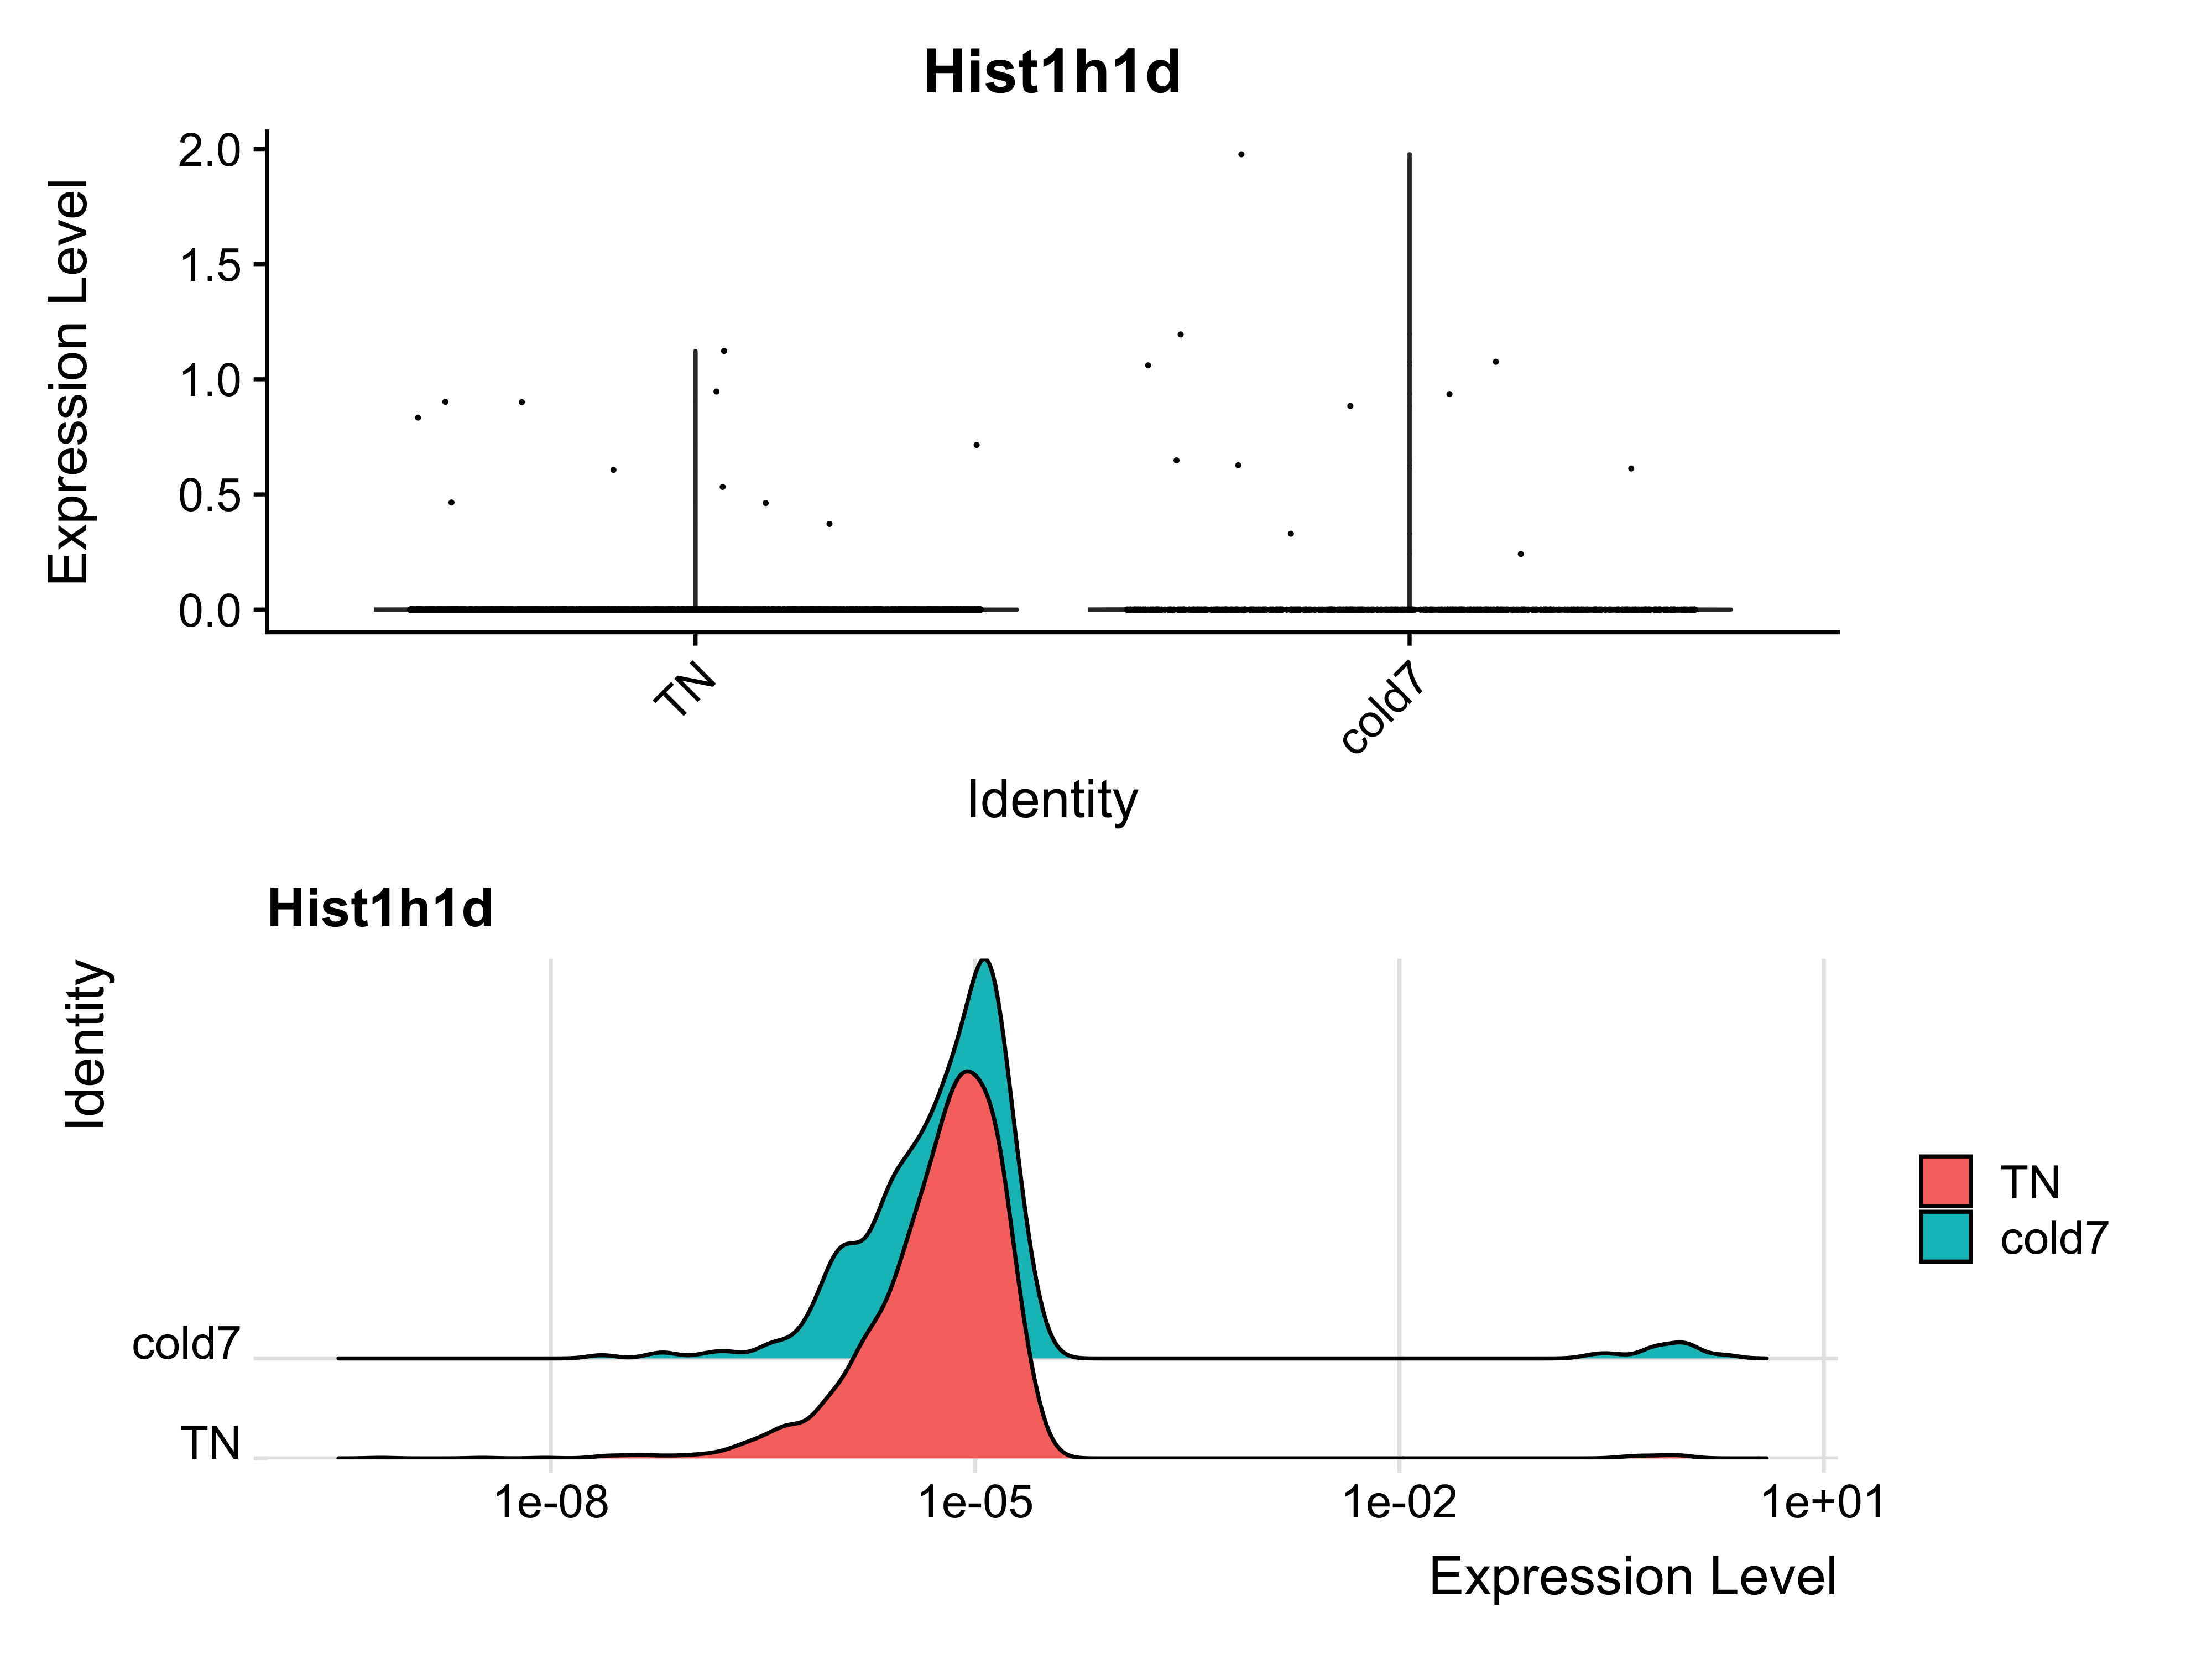 Hist1h1d
Expression Level
2.0
1.5
1.0
0.5
0.0
TN
cold7
Identity
Hist1h1d
Identity
cold7
TN
1e-08
1e-05
1e-02
1e+01
Expression Level
TN
cold7